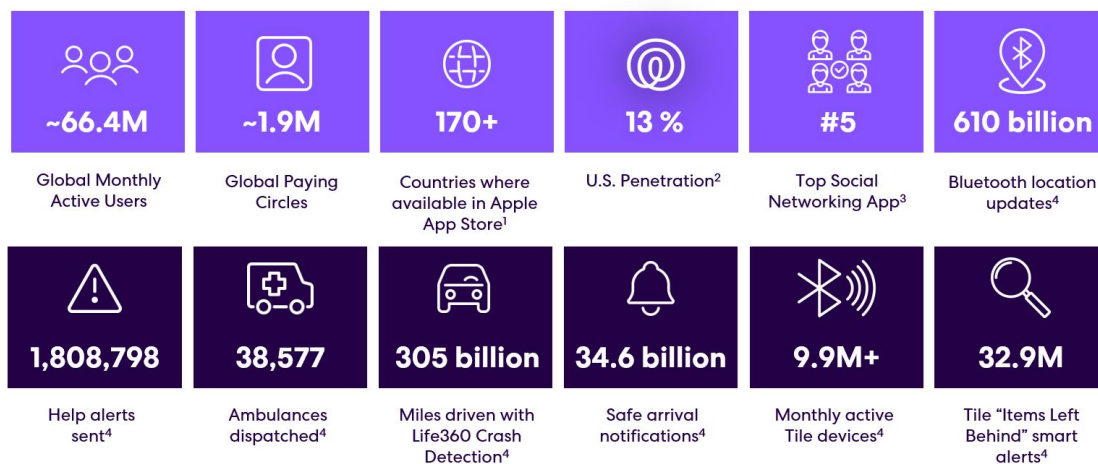 ~66.4M
Global Monthly
Active Users
~1.9M
Global Paying
Circles
170+
Countries where
available in Apple
App Store¹
13 %
U.S. Penetration²
#5
Top Social
Networking App³
610 billion
Bluetooth location
updates⁴
1,808,798
Help alerts
sent⁴
38,577
Ambulances
dispatched⁴
305 billion
Miles driven with
Life360 Crash
Detection⁴
34.6 billion
Safe arrival
notifications⁴
9.9M+
Monthly active
Tile devices⁴
32.9M
Tile “Items Left
Behind” smart
alerts⁴